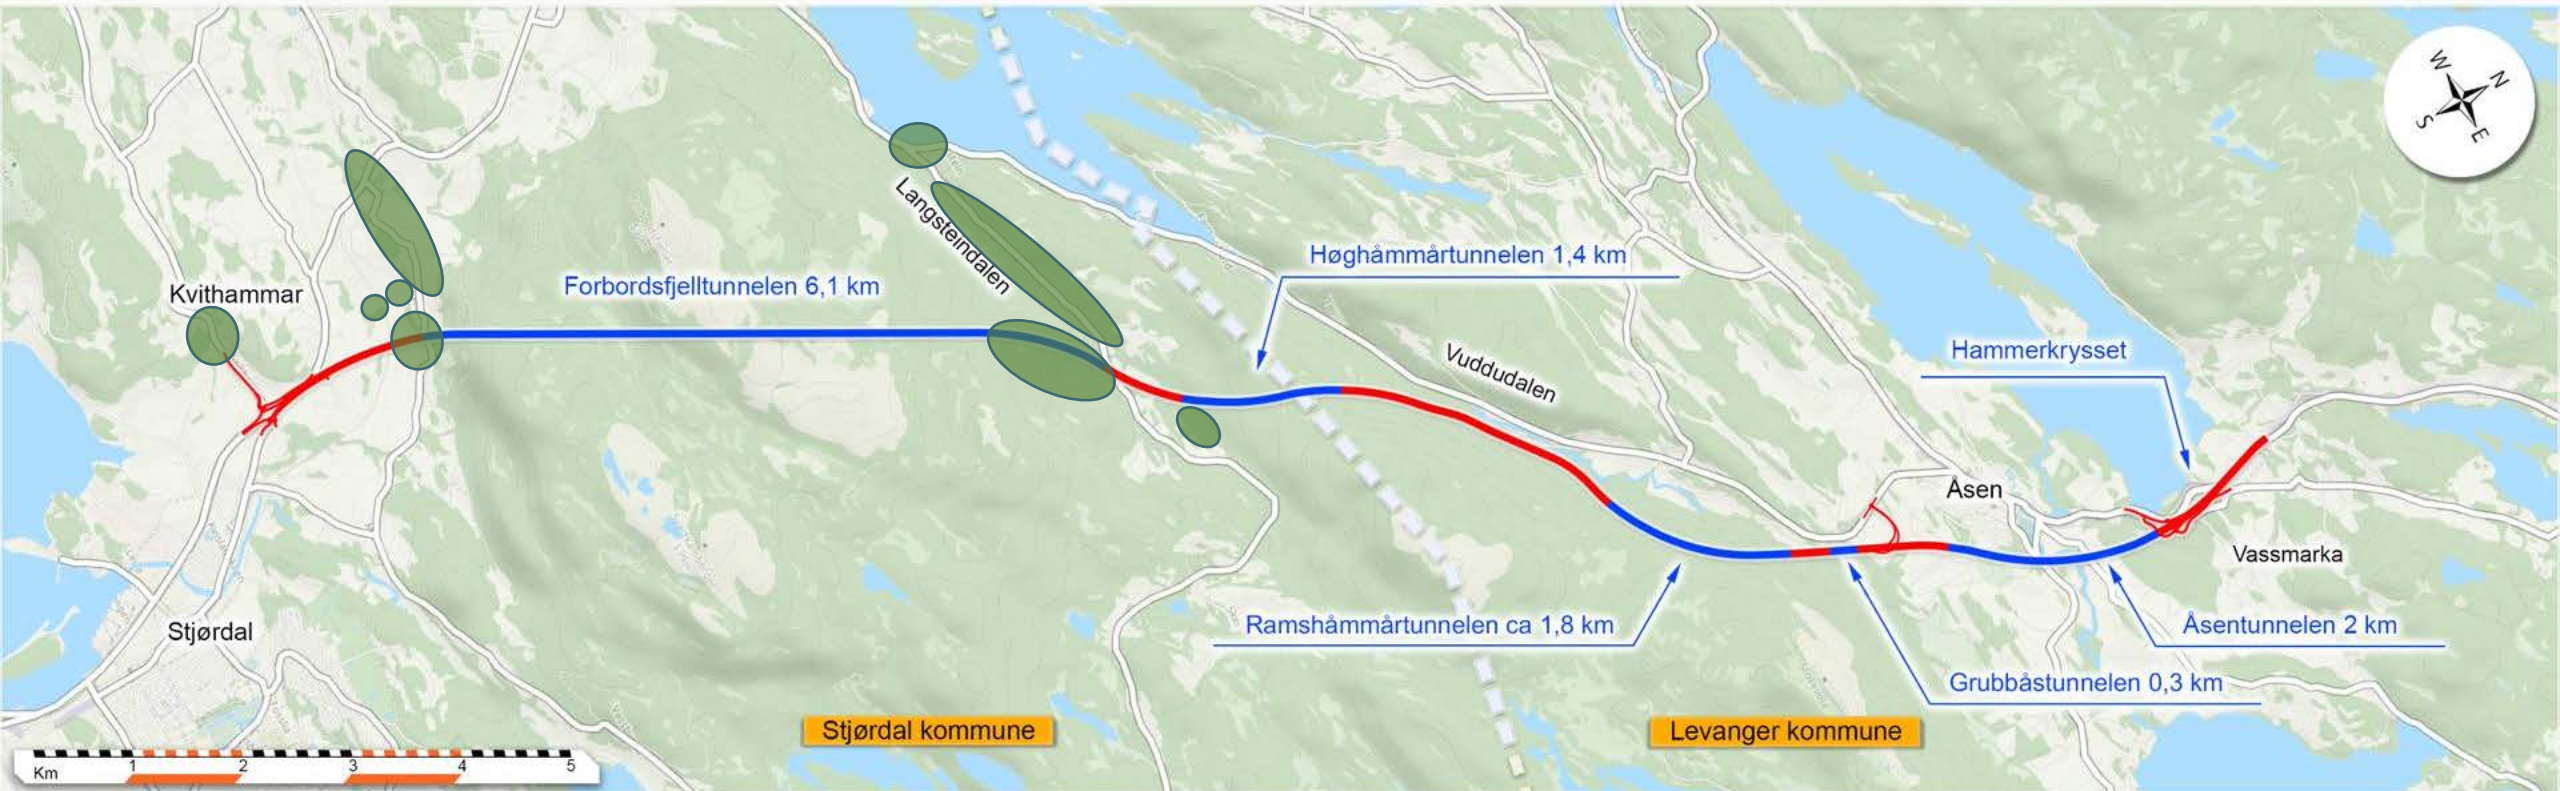 W
N
S
E
Langsteindalen
Høghåmmårtunnelen 1,4 km
Forbordsfjelltunnelen 6,1 km
Kvithammar
Vuddudalen
Hammerkrysset
Åsen
Vassmarka
Stjørdal
Ramshåmmårtunnelen ca 1,8 km
Åsentunnelen 2 km
Grubbåstunnelen 0,3 km
Stjørdal kommune
Levanger kommune
Km 1 2 3 4 5